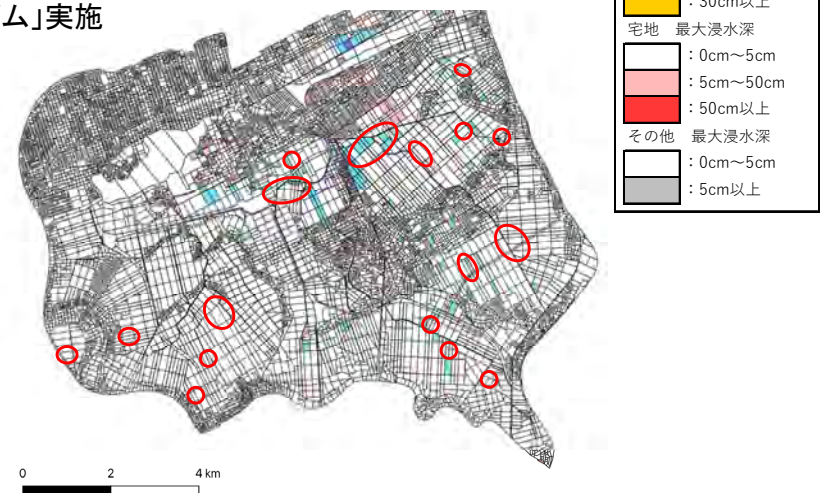 ム」実施
：30cm以上
宅地　最大浸水深
：0cm～5cm
：5cm～50cm
：50cm以上
その他　最大浸水深
：0cm～5cm
：5cm以上
0 2 4 km